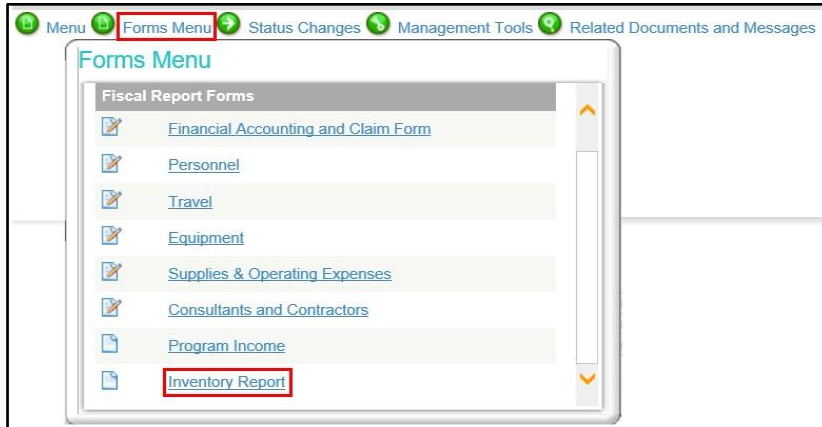 Menu Forms Menu Status Changes Management Tools Related Documents and Messages
Forms Menu
Fiscal Report Forms
Financial Accounting and Claim Form
Personnel
Travel
Equipment
Supplies & Operating Expenses
Consultants and Contractors
Program Income
Inventory Report